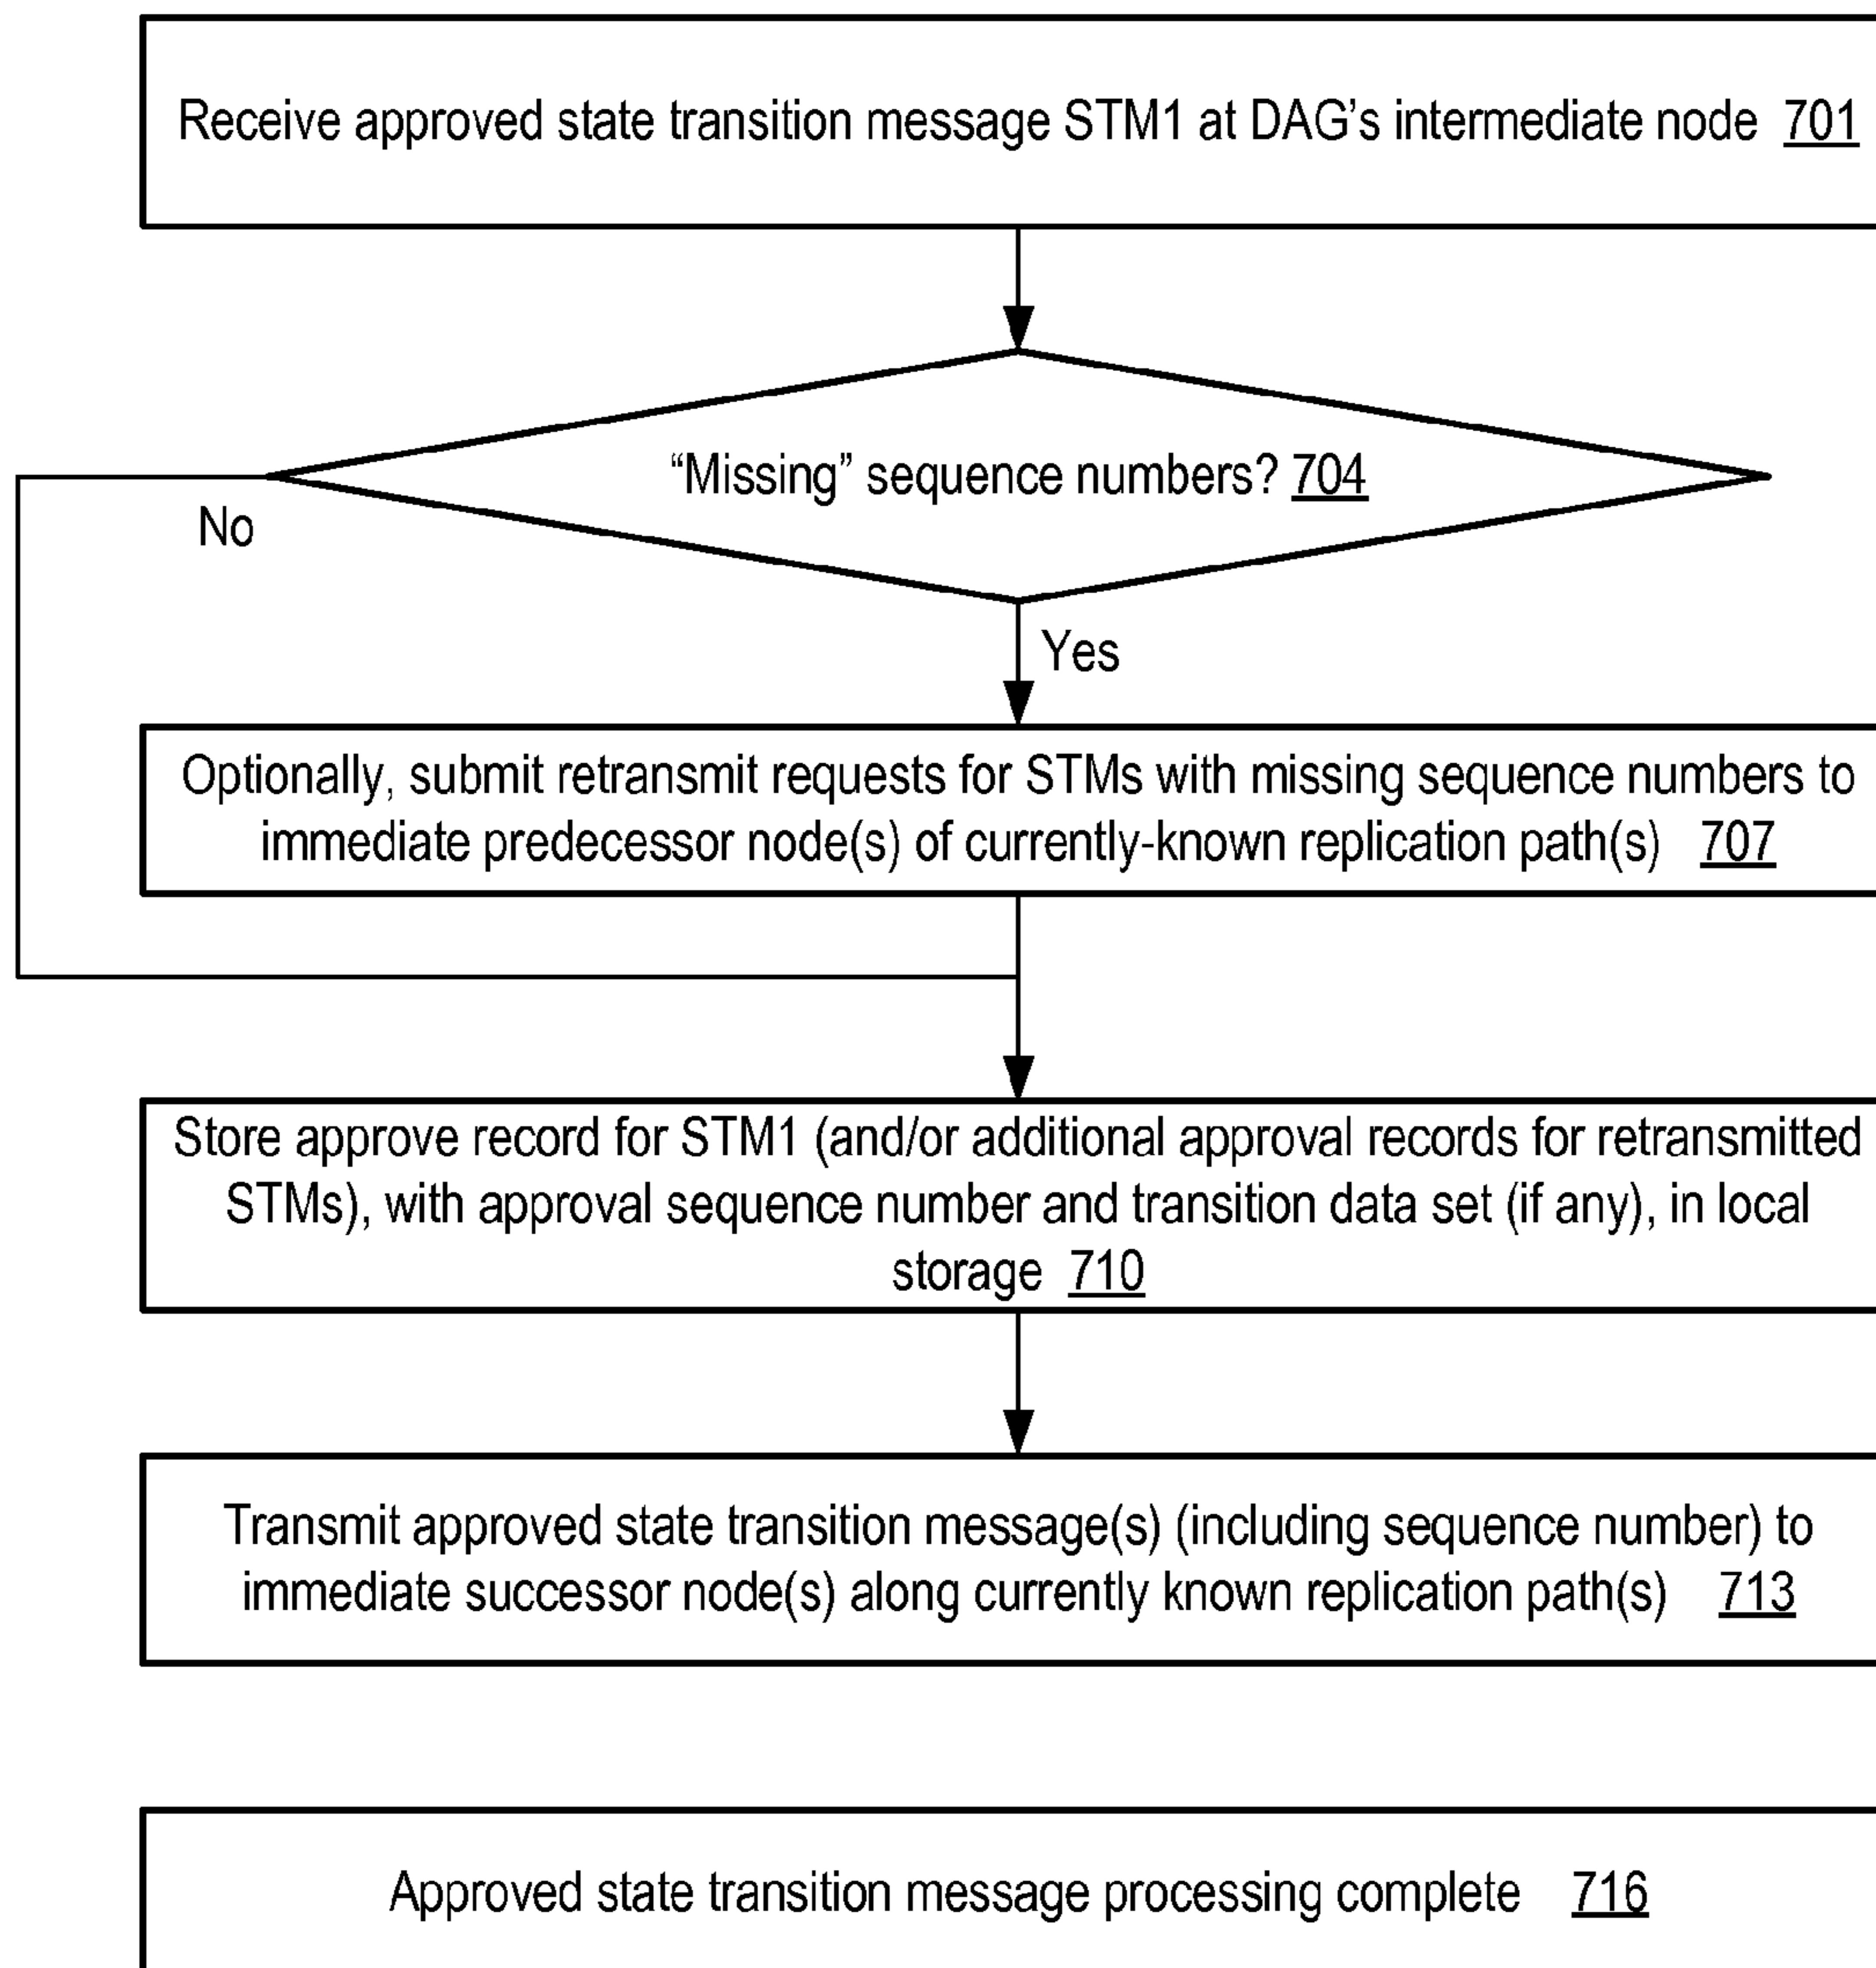 Receive approved state transition message STM1 at DAG’s intermediate node 701
“Missing” sequence numbers? 704
No
Yes
Optionally, submit retransmit requests for STMs with missing sequence numbers to
immediate predecessor node(s) of currently-known replication path(s) 707
Store approve record for STM1 (and/or additional approval records for retransmitted
STMs), with approval sequence number and transition data set (if any), in local
storage 710
Transmit approved state transition message(s) (including sequence number) to
immediate successor node(s) along currently known replication path(s) 713
Approved state transition message processing complete 716